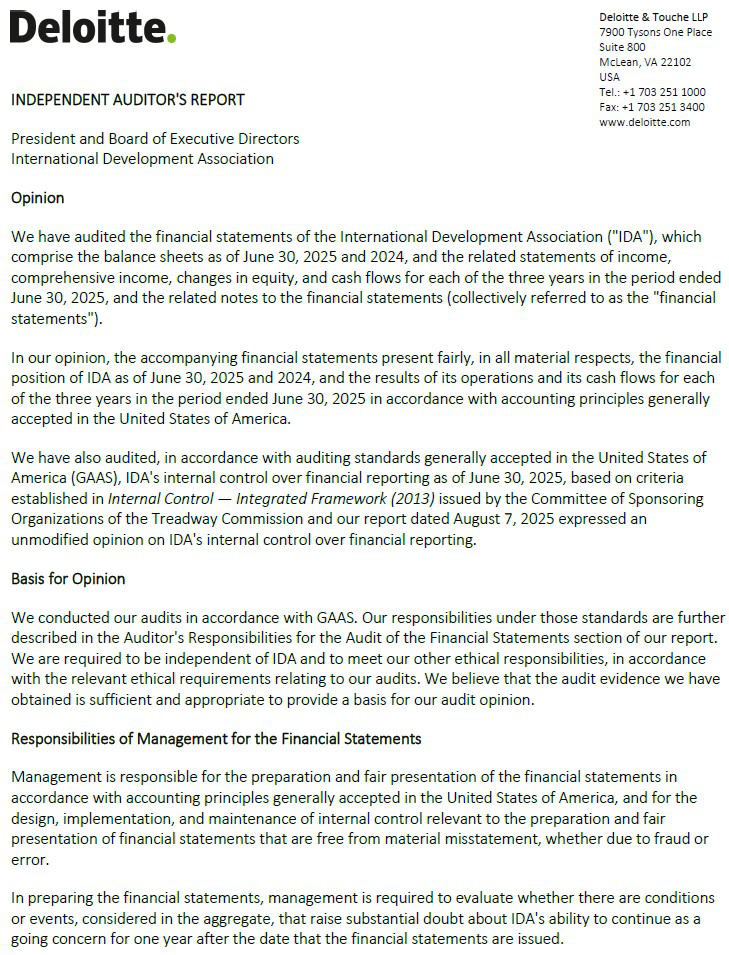 Deloitte.
Deloitte & Touche LLP
7900 Tysons One Place
Suite 800
McLean, VA 22102
USA
Tel.: +1 703 251 1000
Fax: +1 703 251 3400
www.deloitte.com
INDEPENDENT AUDITOR'S REPORT
President and Board of Executive Directors
International Development Association
Opinion
We have audited the financial statements of the International Development Association ("IDA"), which
comprise the balance sheets as of June 30, 2025 and 2024, and the related statements of income,
comprehensive income, changes in equity, and cash flows for each of the three years in the period ended
June 30, 2025, and the related notes to the financial statements (collectively referred to as the "financial
statements").
In our opinion, the accompanying financial statements present fairly, in all material respects, the financial
position of IDA as of June 30, 2025 and 2024, and the results of its operations and its cash flows for each
of the three years in the period ended June 30, 2025 in accordance with accounting principles generally
accepted in the United States of America.
We have also audited, in accordance with auditing standards generally accepted in the United States of
America (GAAS), IDA's internal control over financial reporting as of June 30, 2025, based on criteria
established in Internal Control — Integrated Framework (2013) issued by the Committee of Sponsoring
Organizations of the Treadway Commission and our report dated August 7, 2025 expressed an
unmodified opinion on IDA's internal control over financial reporting.
Basis for Opinion
We conducted our audits in accordance with GAAS. Our responsibilities under those standards are further
described in the Auditor's Responsibilities for the Audit of the Financial Statements section of our report.
We are required to be independent of IDA and to meet our other ethical responsibilities, in accordance
with the relevant ethical requirements relating to our audits. We believe that the audit evidence we have
obtained is sufficient and appropriate to provide a basis for our audit opinion.
Responsibilities of Management for the Financial Statements
Management is responsible for the preparation and fair presentation of the financial statements in
accordance with accounting principles generally accepted in the United States of America, and for the
design, implementation, and maintenance of internal control relevant to the preparation and fair
presentation of financial statements that are free from material misstatement, whether due to fraud or
error.
In preparing the financial statements, management is required to evaluate whether there are conditions
or events, considered in the aggregate, that raise substantial doubt about IDA's ability to continue as a
going concern for one year after the date that the financial statements are issued.